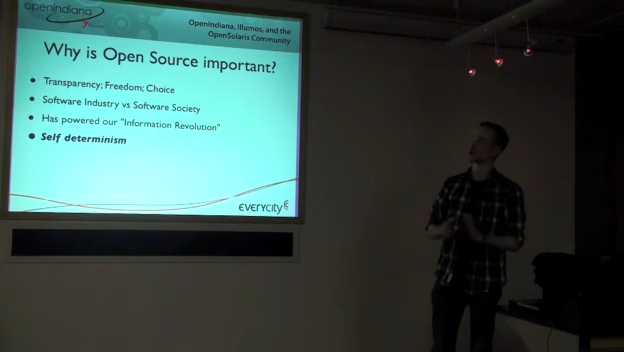 openindiana
OpenIndiana, Illumos, and the
OpenSolaris Community
Why is Open Source important?
Transparency; Freedom; Choice
Software Industry vs Software Society
Has powered our "Information Revolution"
Self determinism
everycity